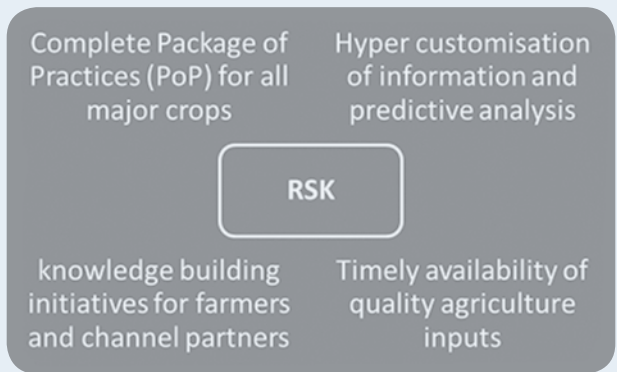 Complete Package of
Practices (PoP) for all
major crops
Hyper customisation
of information and
predictive analysis
RSK
knowledge building
initiatives for farmers
and channel partners
Timely availability of
quality agriculture
inputs